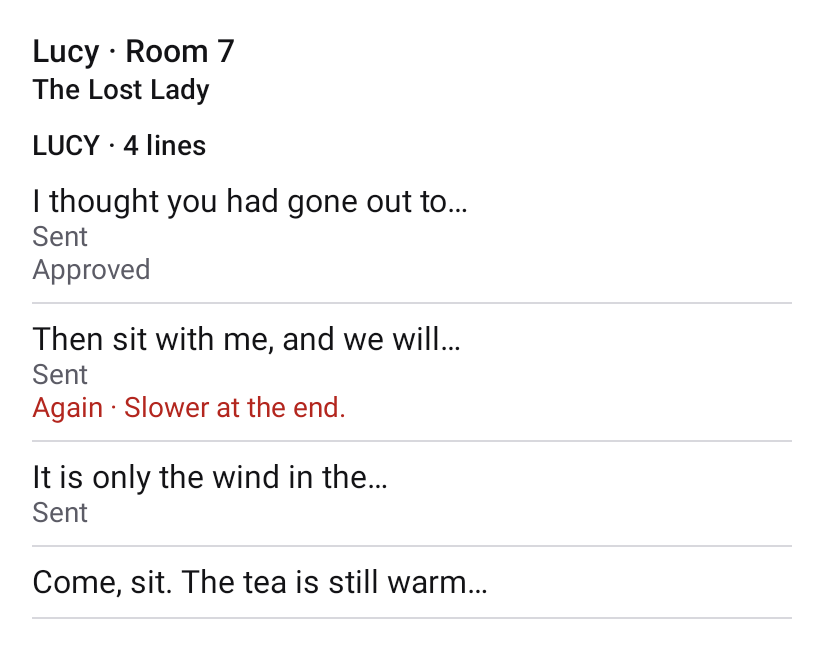 Lucy · Room 7
The Lost Lady
LUCY · 4 lines
I thought you had gone out to…
Sent
Approved
Then sit with me, and we will…
Sent
Again · Slower at the end.
It is only the wind in the…
Sent
Come, sit. The tea is still warm…